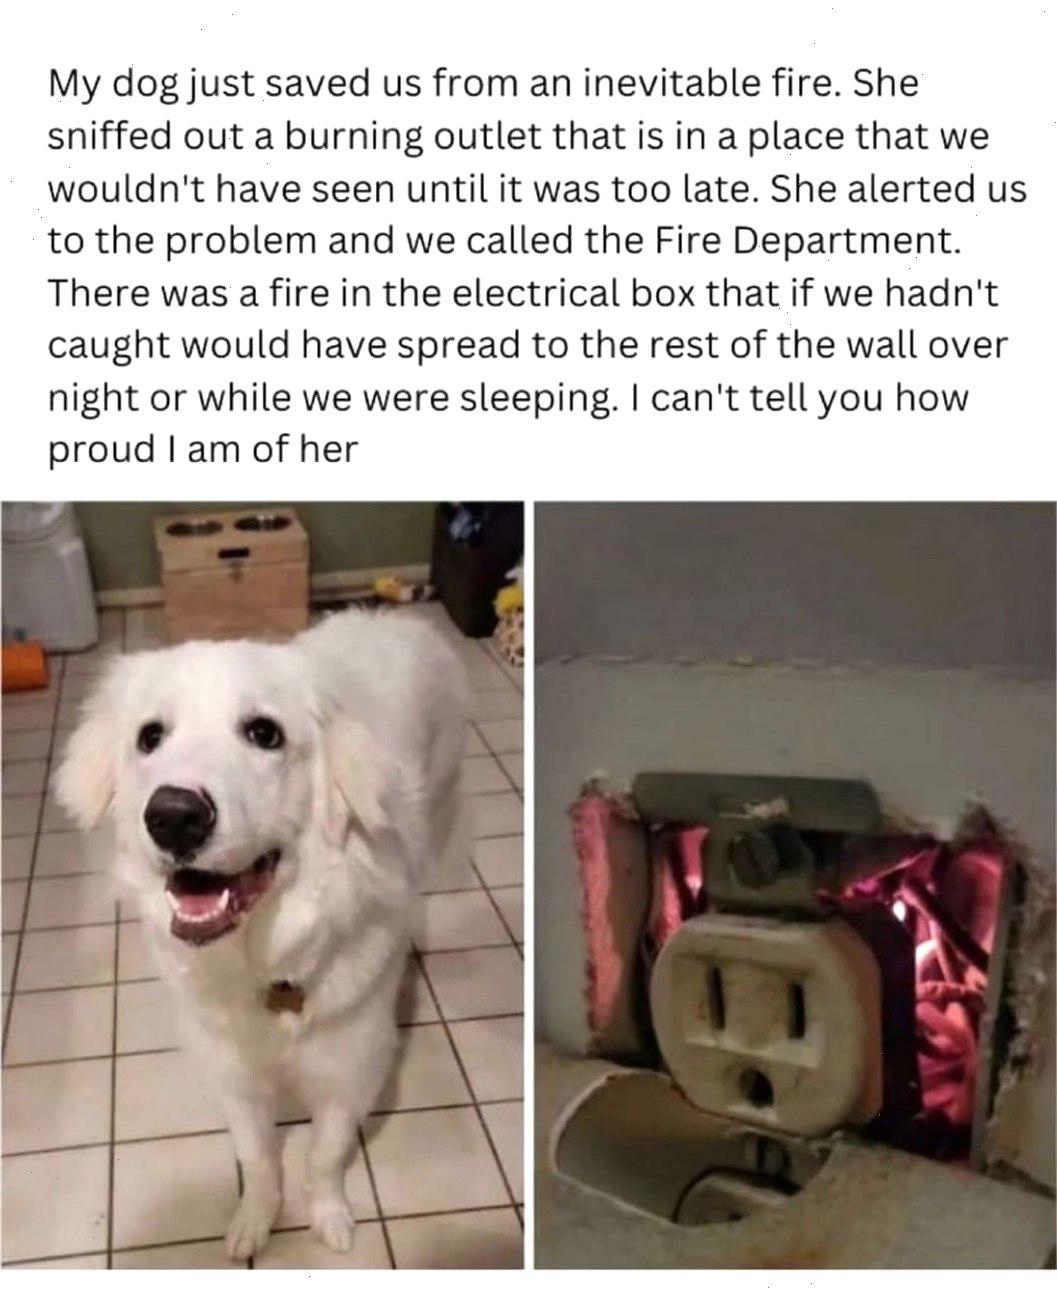 My dog just saved us from an inevitable fire. She
sniffed out a burning outlet that is in a place that we
wouldn't have seen until it was too late. She alerted us
to the problem and we called the Fire Department.
There was a fire in the electrical box that if we hadn't
caught would have spread to the rest of the wall over
night or while we were sleeping. I can't tell you how
proud I am of her